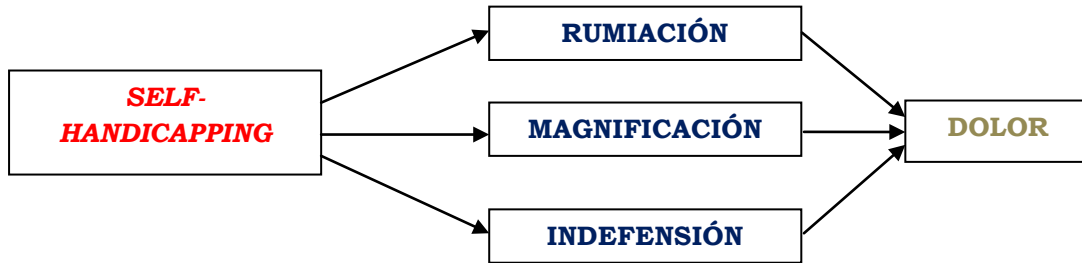 RUMIACIÓN
SELF-
HANDICAPPING
MAGNIFICACIÓN
DOLOR
INDEFENSIÓN